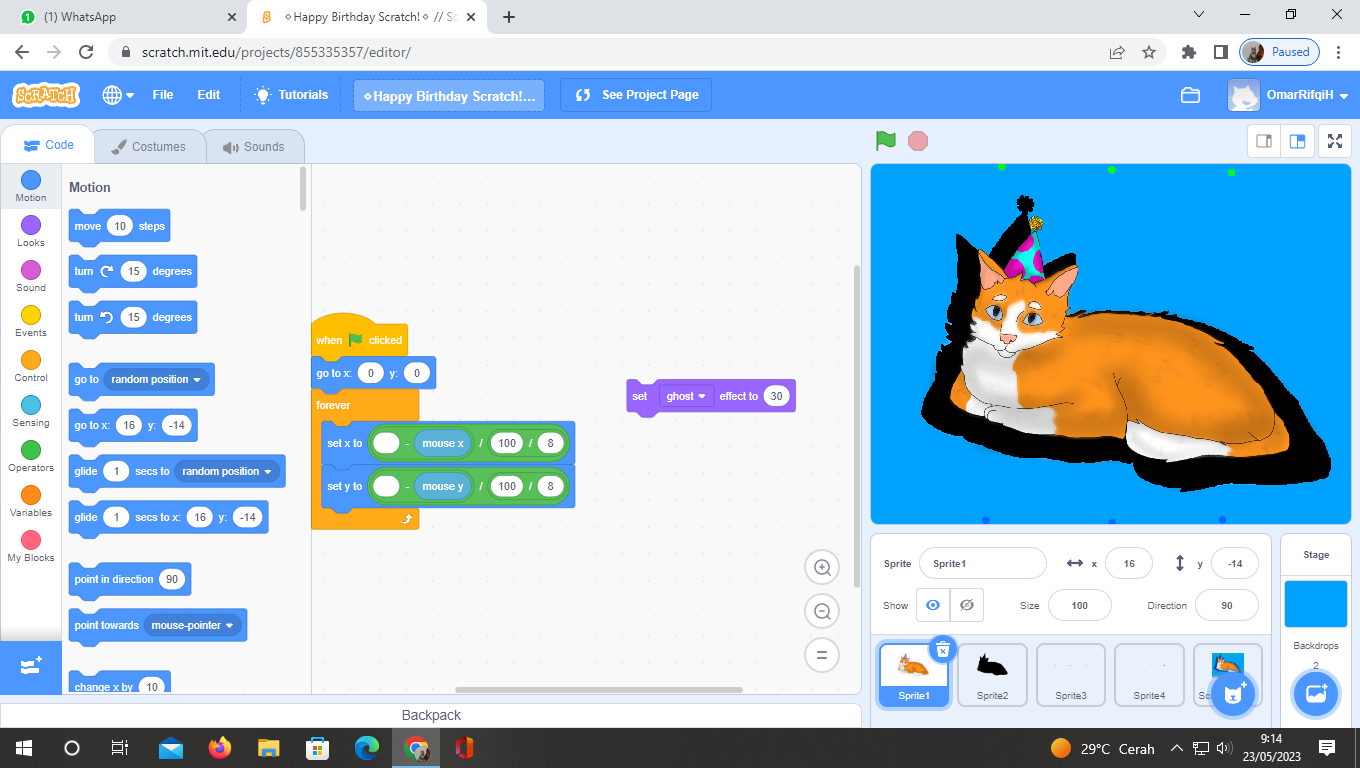 (1) WhatsApp
⋄Happy Birthday Scratch!⋄ // Sc
scratch.mit.edu/projects/855335357/editor/
Paused
SCRATCH
File
Edit
Tutorials
⋄Happy Birthday Scratch!...
See Project Page
OmarRifqiH
Code
Costumes
Sounds
Motion
Looks
Sound
Events
Control
Sensing
Operators
Variables
My Blocks
Motion
move 10 steps
turn 15 degrees
turn 15 degrees
go to random position
go to x: 16 y: -14
glide 1 secs to random position
glide 1 secs to x: 16 y: -14
point in direction 90
point towards mouse-pointer
change x by 10
when clicked
go to x: 0 y: 0
forever
set x to - mouse x / 100 / 8
set y to - mouse y / 100 / 8
set ghost effect to 30
Backpack
Sprite Sprite1 x 16 y -14
Show Size 100 Direction 90
Sprite1
Sprite2
Sprite3
Sprite4
Stage
Backdrops
2
29°C Cerah
9:14
23/05/2023